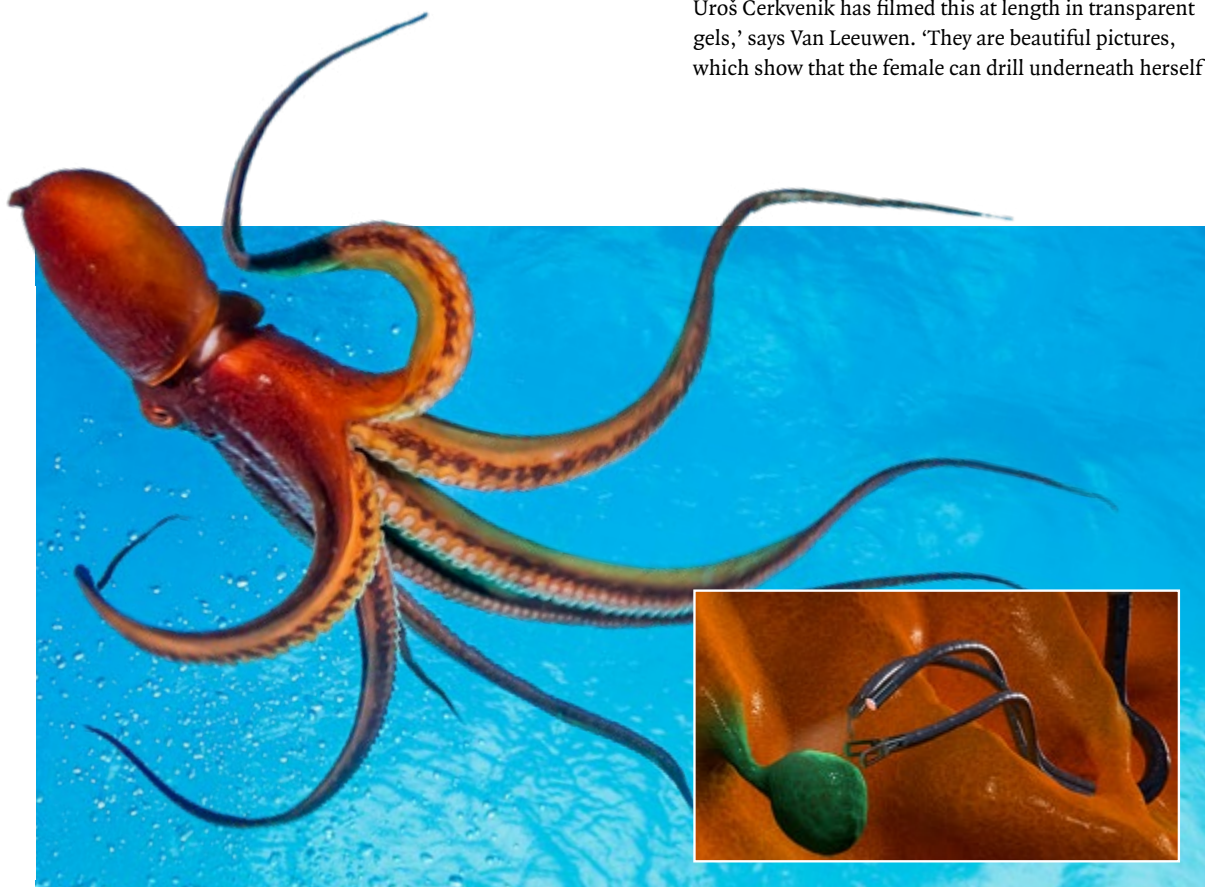 Uroš Cerkvenik has filmed this at length in transparent
gels,’ says Van Leeuwen. ‘They are beautiful pictures,
which show that the female can drill underneath herself